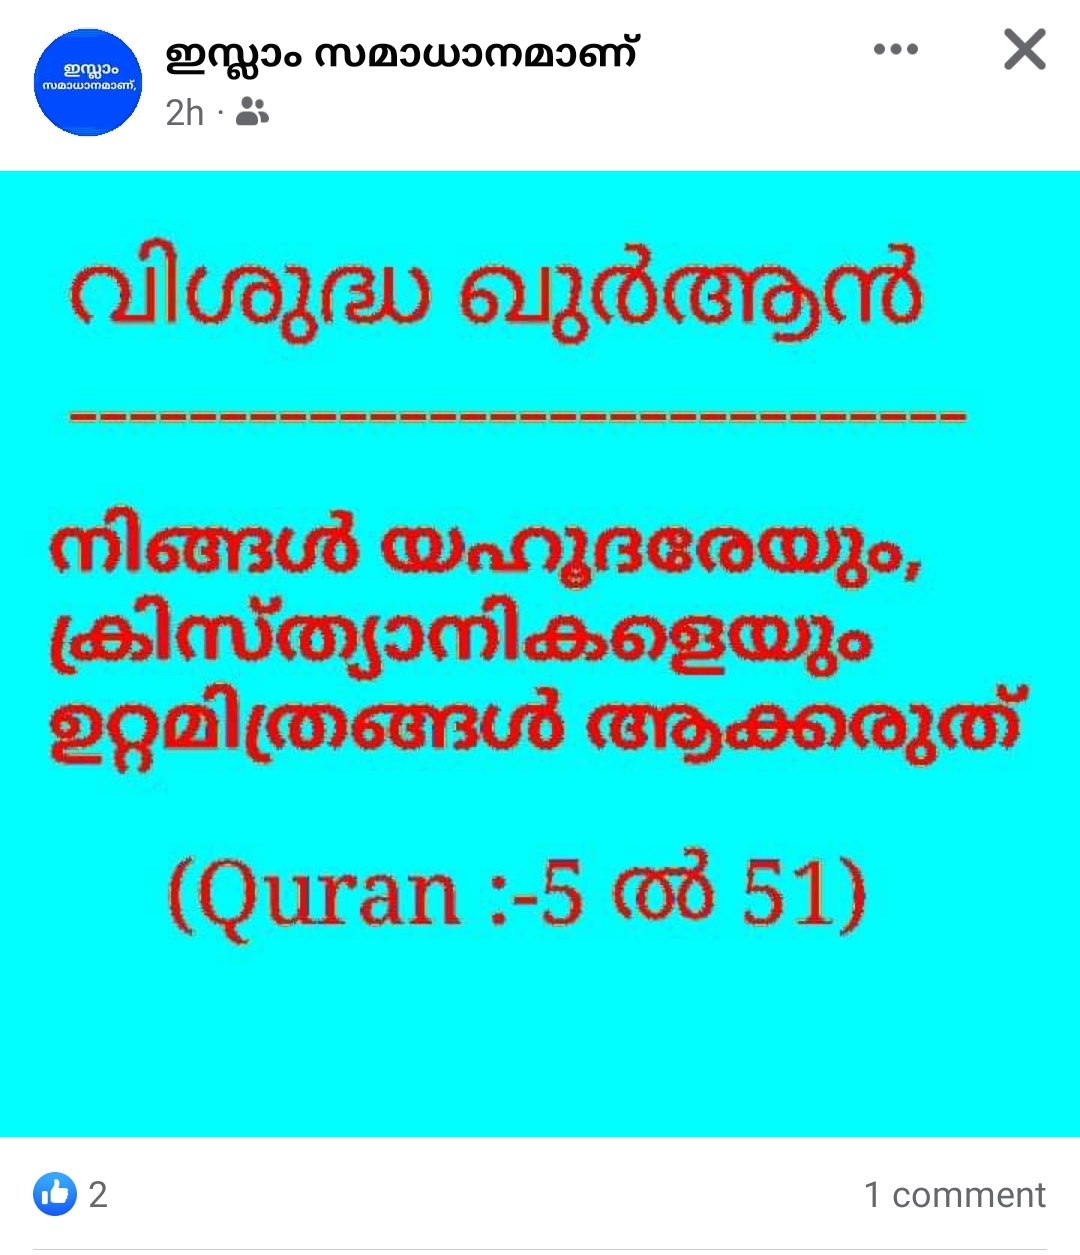 ഇസ്ലാം സമാധാനമാണ്
ഇസ്ലാം
സമാധാനമാണ്,
2h ·
വിശുദ്ധ ഖുർആൻ
------------------------------
നിങ്ങൾ യഹൂദരേയും,
ക്രിസ്ത്യാനികളെയും
ഉറ്റമിത്രങ്ങൾ ആക്കരുത്
(Quran :-5 ൽ 51)
2
1 comment